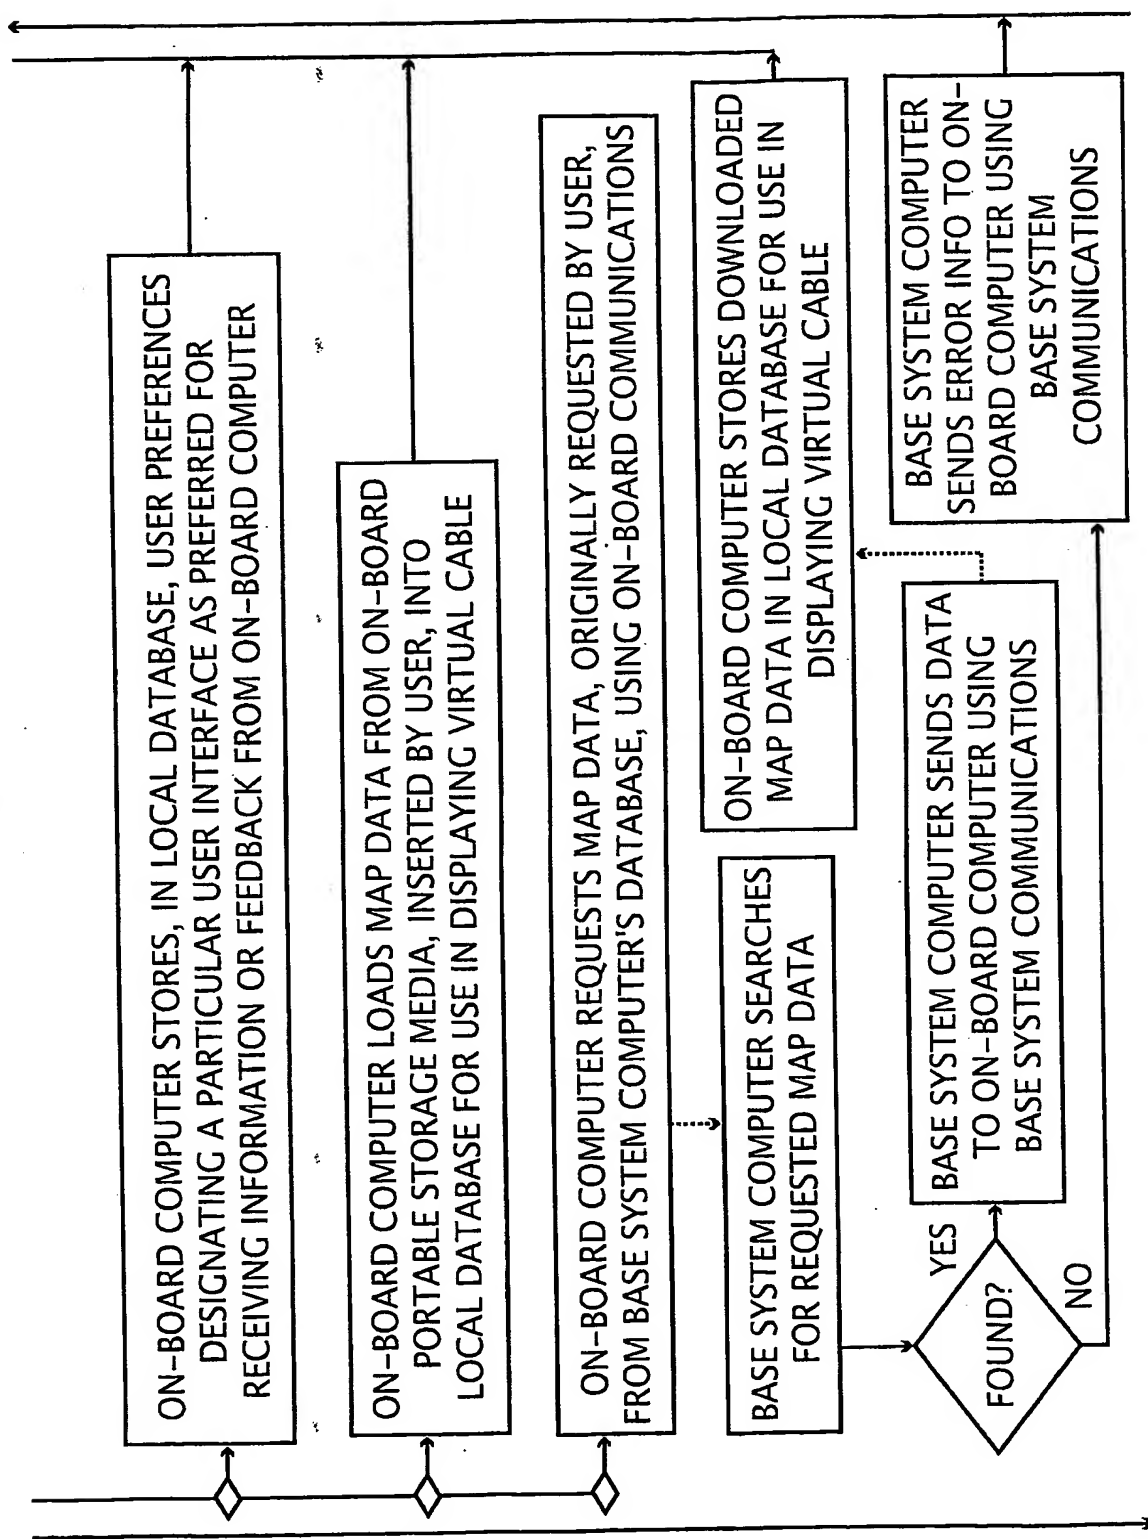 ON-BOARD COMPUTER STORES, IN LOCAL DATABASE, USER PREFERENCES
DESIGNATING A PARTICULAR USER INTERFACE AS PREFERRED FOR
RECEIVING INFORMATION OR FEEDBACK FROM ON-BOARD COMPUTER
ON-BOARD COMPUTER LOADS MAP DATA FROM ON-BOARD
PORTABLE STORAGE MEDIA, INSERTED BY USER, INTO
LOCAL DATABASE FOR USE IN DISPLAYING VIRTUAL CABLE
ON-BOARD COMPUTER REQUESTS MAP DATA, ORIGINALLY REQUESTED BY USER,
FROM BASE SYSTEM COMPUTER'S DATABASE, USING ON-BOARD COMMUNICATIONS
BASE SYSTEM COMPUTER SEARCHES
FOR REQUESTED MAP DATA
ON-BOARD COMPUTER STORES DOWNLOADED
MAP DATA IN LOCAL DATABASE FOR USE IN
DISPLAYING VIRTUAL CABLE
FOUND?
YES
NO
BASE SYSTEM COMPUTER SENDS DATA
TO ON-BOARD COMPUTER USING
BASE SYSTEM COMMUNICATIONS
BASE SYSTEM COMPUTER
SENDS ERROR INFO TO ON-
BOARD COMPUTER USING
BASE SYSTEM
COMMUNICATIONS